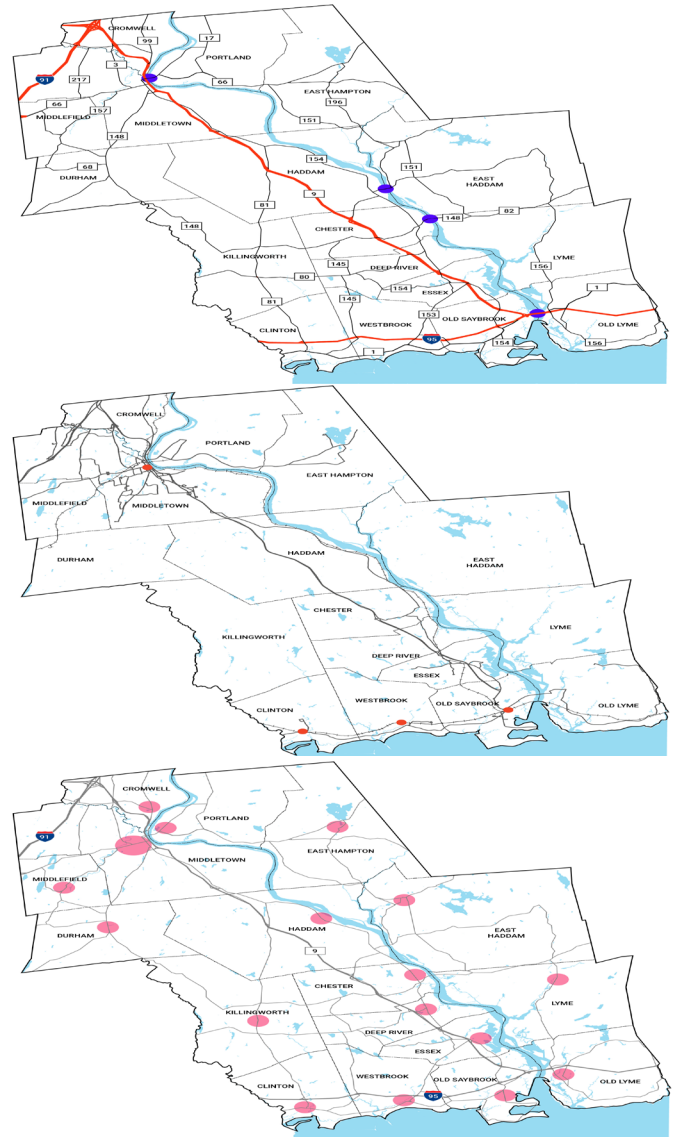 CROMWELL
99
17
3
PORTLAND
91
217
66
EAST HAMPTON
196
66
157
MIDDLEFIELD
151
MIDDLETOWN
148
154
151
68
HADDAM
DURHAM
EAST
HADDAM
9
81
82
148
148
CHESTER
KILLINGWORTH
LYME
145
DEEP RIVER
156
80
154
1
ESSEX
81
145
153
OLD SAYBROOK
CLINTON
WESTBROOK
OLD LYME
95
154
156
1
CROMWELL
PORTLAND
EAST HAMPTON
MIDDLEFIELD
MIDDLETOWN
HADDAM
DURHAM
EAST
HADDAM
CHESTER
LYME
KILLINGWORTH
DEEP RIVER
ESSEX
WESTBROOK
OLD SAYBROOK
OLD LYME
CLINTON
CROMWELL
PORTLAND
91
EAST HAMPTON
MIDDLETOWN
MIDDLEFIELD
HADDAM
EAST
HADDAM
DURHAM
9
CHESTER
LYME
KILLINGWORTH
DEEP RIVER
ESSEX
WESTBROOK
OLD SAYBROOK
OLD LYME
CLINTON
95